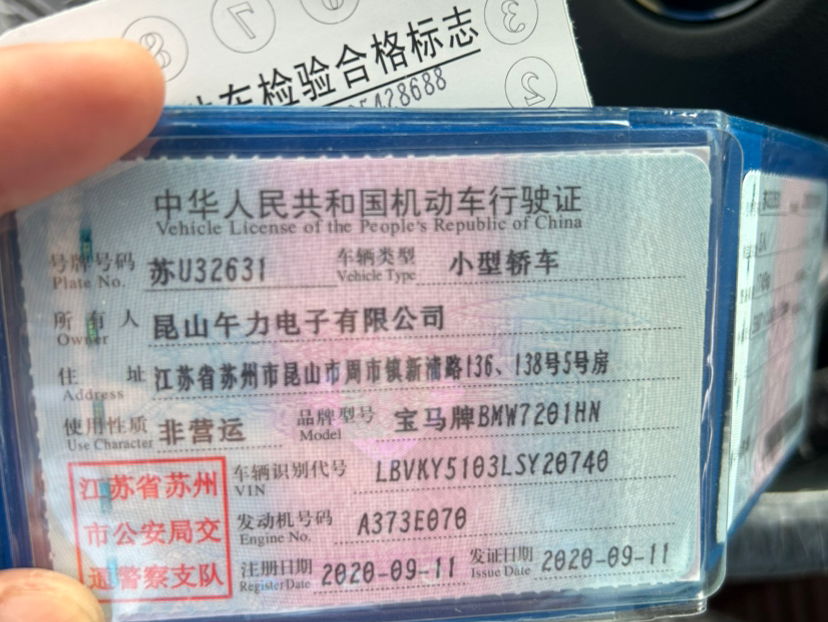 ⑧ ⑦ ⑥ ③
②
动车检验合格标志
5428688
中华人民共和国机动车行驶证
Vehicle License of the People's Republic of China
号牌号码 苏U32631 车辆类型 小型轿车
Plate No. Vehicle Type
所有人 昆山午力电子有限公司
Owner
住址 江苏省苏州市昆山市周市镇新浦路136、138号5号房
Address
使用性质 非营运 品牌型号 宝马牌BMW7201HN
Use Character Model
江苏省苏州 车辆识别代号 LBVKY5103LSY20740
VIN
市公安局交 发动机号码 A373E070
Engine No.
通警察支队 注册日期 2020-09-11 发证日期 2020-09-11
Register Date Issue Date